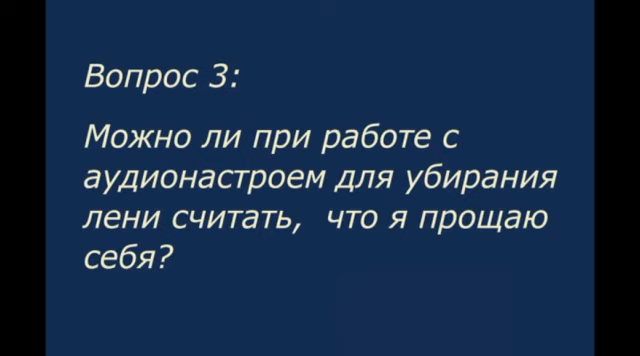 Вопрос 3:
Можно ли при работе с
аудионастроем для убирания
лени считать,  что я прощаю
себя?